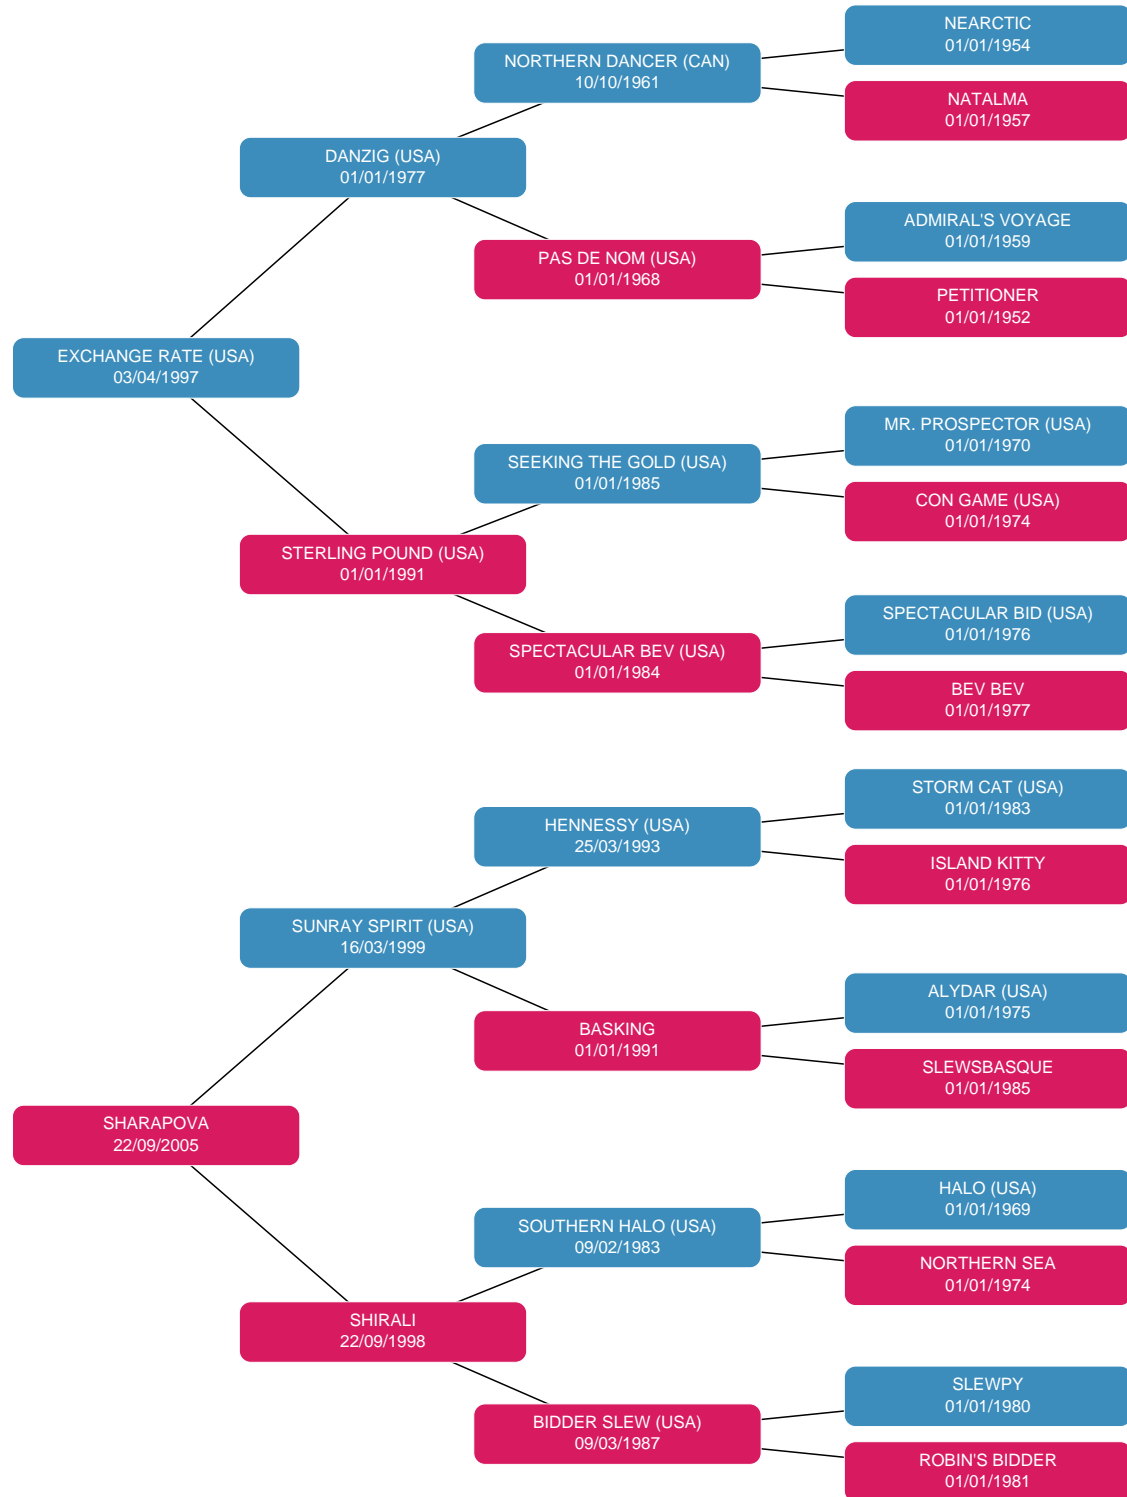 NEARCTIC
01/01/1954
NORTHERN DANCER (CAN)
10/10/1961
NATALMA
01/01/1957
DANZIG (USA)
01/01/1977
ADMIRAL'S VOYAGE
01/01/1959
PAS DE NOM (USA)
01/01/1968
PETITIONER
01/01/1952
EXCHANGE RATE (USA)
03/04/1997
MR. PROSPECTOR (USA)
01/01/1970
SEEKING THE GOLD (USA)
01/01/1985
CON GAME (USA)
01/01/1974
STERLING POUND (USA)
01/01/1991
SPECTACULAR BID (USA)
01/01/1976
SPECTACULAR BEV (USA)
01/01/1984
BEV BEV
01/01/1977
STORM CAT (USA)
01/01/1983
HENNESSY (USA)
25/03/1993
ISLAND KITTY
01/01/1976
SUNRAY SPIRIT (USA)
16/03/1999
ALYDAR (USA)
01/01/1975
BASKING
01/01/1991
SLEWSBASQUE
01/01/1985
SHARAPOVA
22/09/2005
HALO (USA)
01/01/1969
SOUTHERN HALO (USA)
09/02/1983
NORTHERN SEA
01/01/1974
SHIRALI
22/09/1998
SLEWPY
01/01/1980
BIDDER SLEW (USA)
09/03/1987
ROBIN'S BIDDER
01/01/1981